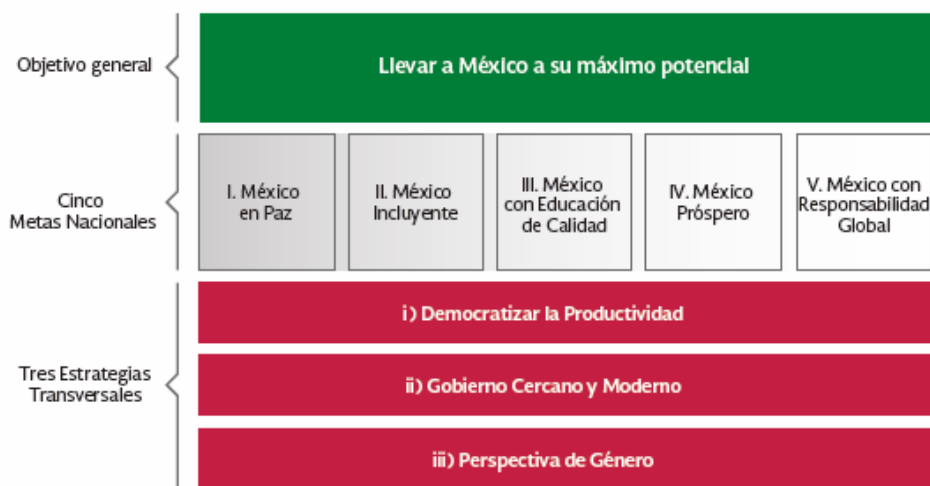 Objetivo general
Llevar a México a su máximo potencial
Cinco
Metas Nacionales
I. México
en Paz
II. México
Incluyente
III. México
con Educación
de Calidad
IV. México
Próspero
V. México con
Responsabilidad
Global
Tres Estrategias
Transversales
i) Democratizar la Productividad
ii) Gobierno Cercano y Moderno
iii) Perspectiva de Género